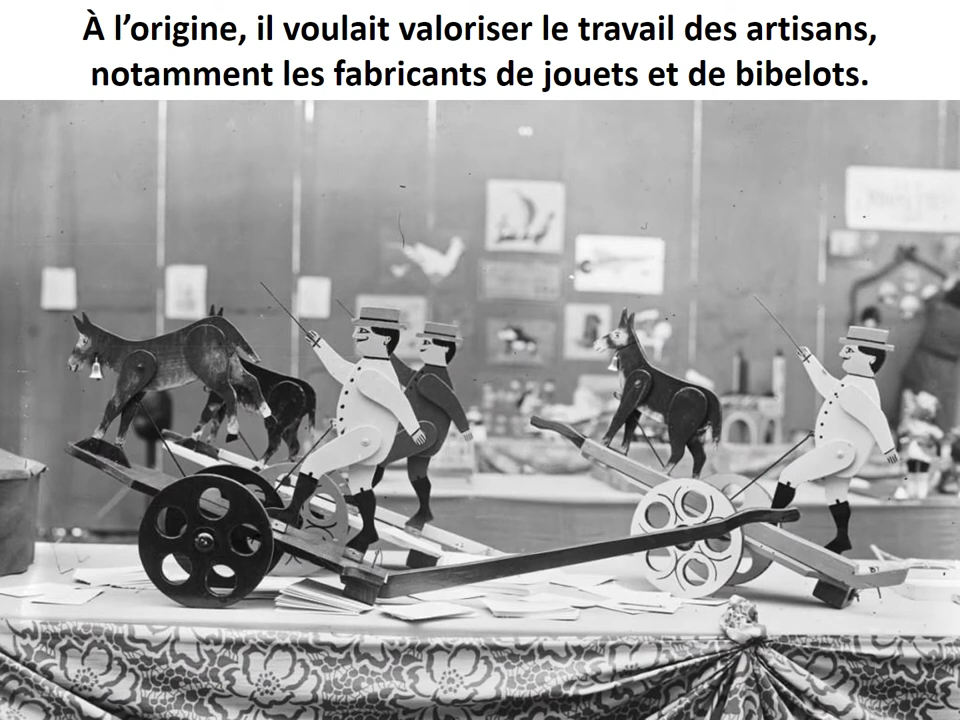 À l’origine, il voulait valoriser le travail des artisans,
notamment les fabricants de jouets et de bibelots.